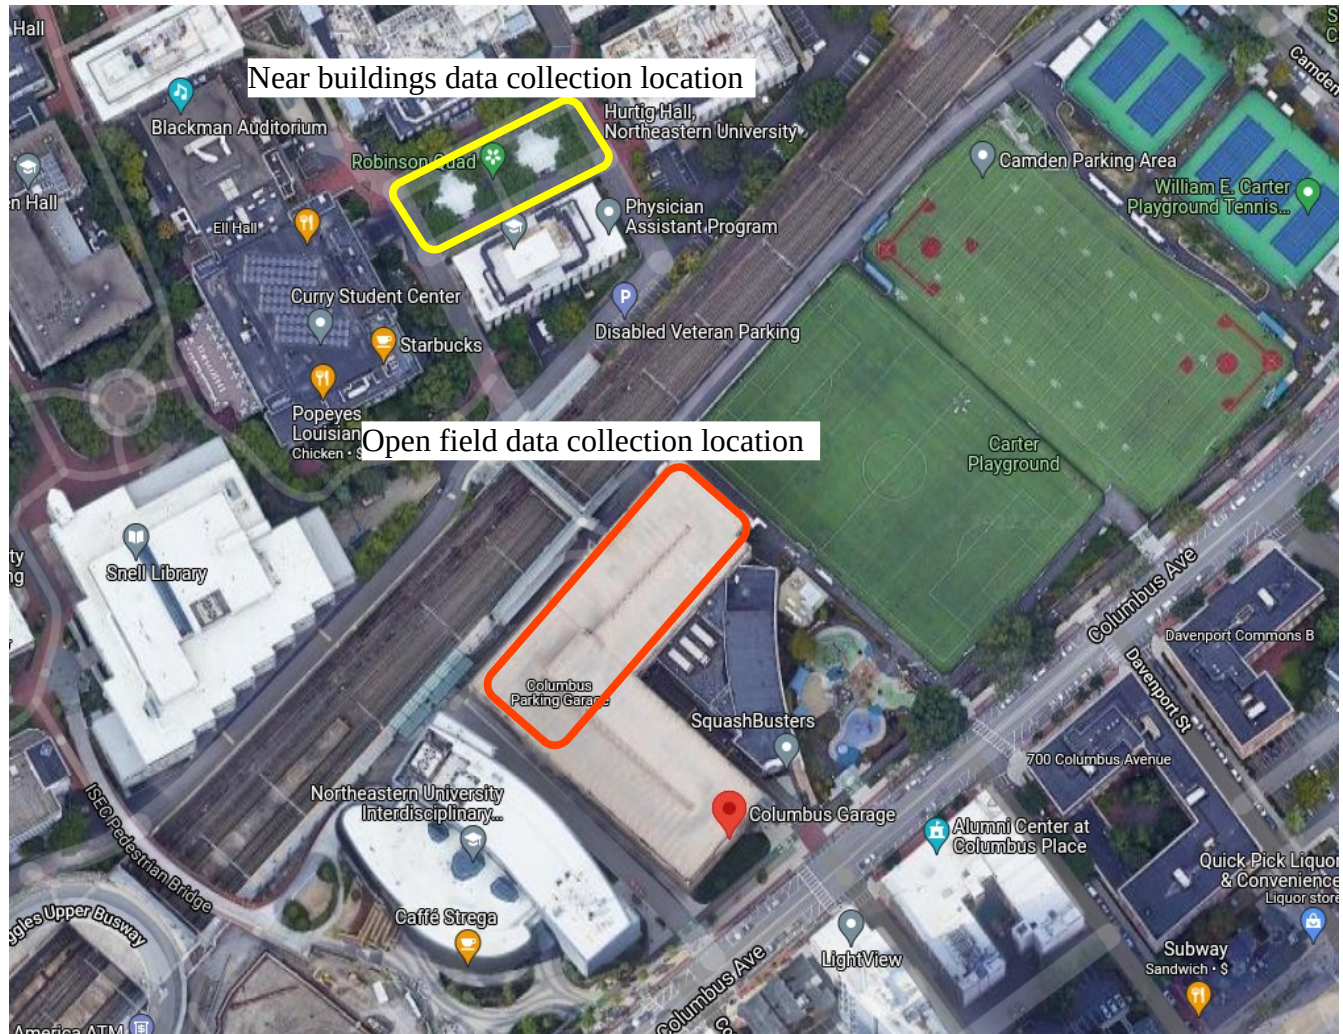 Hall
Near buildings data collection location
Blackman Auditorium
Hurtig Hall,
Northeastern University
Robinson Quad
Camden Parking Area
William E. Carter
Playground Tennis...
Camden
en Hall
Ell Hall
Physician
Assistant Program
Curry Student Center
Starbucks
P
Disabled Veteran Parking
Popeyes
Louisian
Chicken • $
Open field data collection location
Carter
Playground
Snell Library
Columbus Ave
Davenport Commons B
Davenport St
Columbus
Parking Garage
SquashBusters
700 Columbus Avenue
Northeastern University
Interdisciplinary...
Columbus Garage
Alumni Center at
Columbus Place
ISEC Pedestrian Bridge
Quick Pick Liquor
& Convenience
Liquor store
ggles Upper Busway
Caffé Strega
LightView
Subway
Sandwich • $
Columbus Ave
America ATM
$